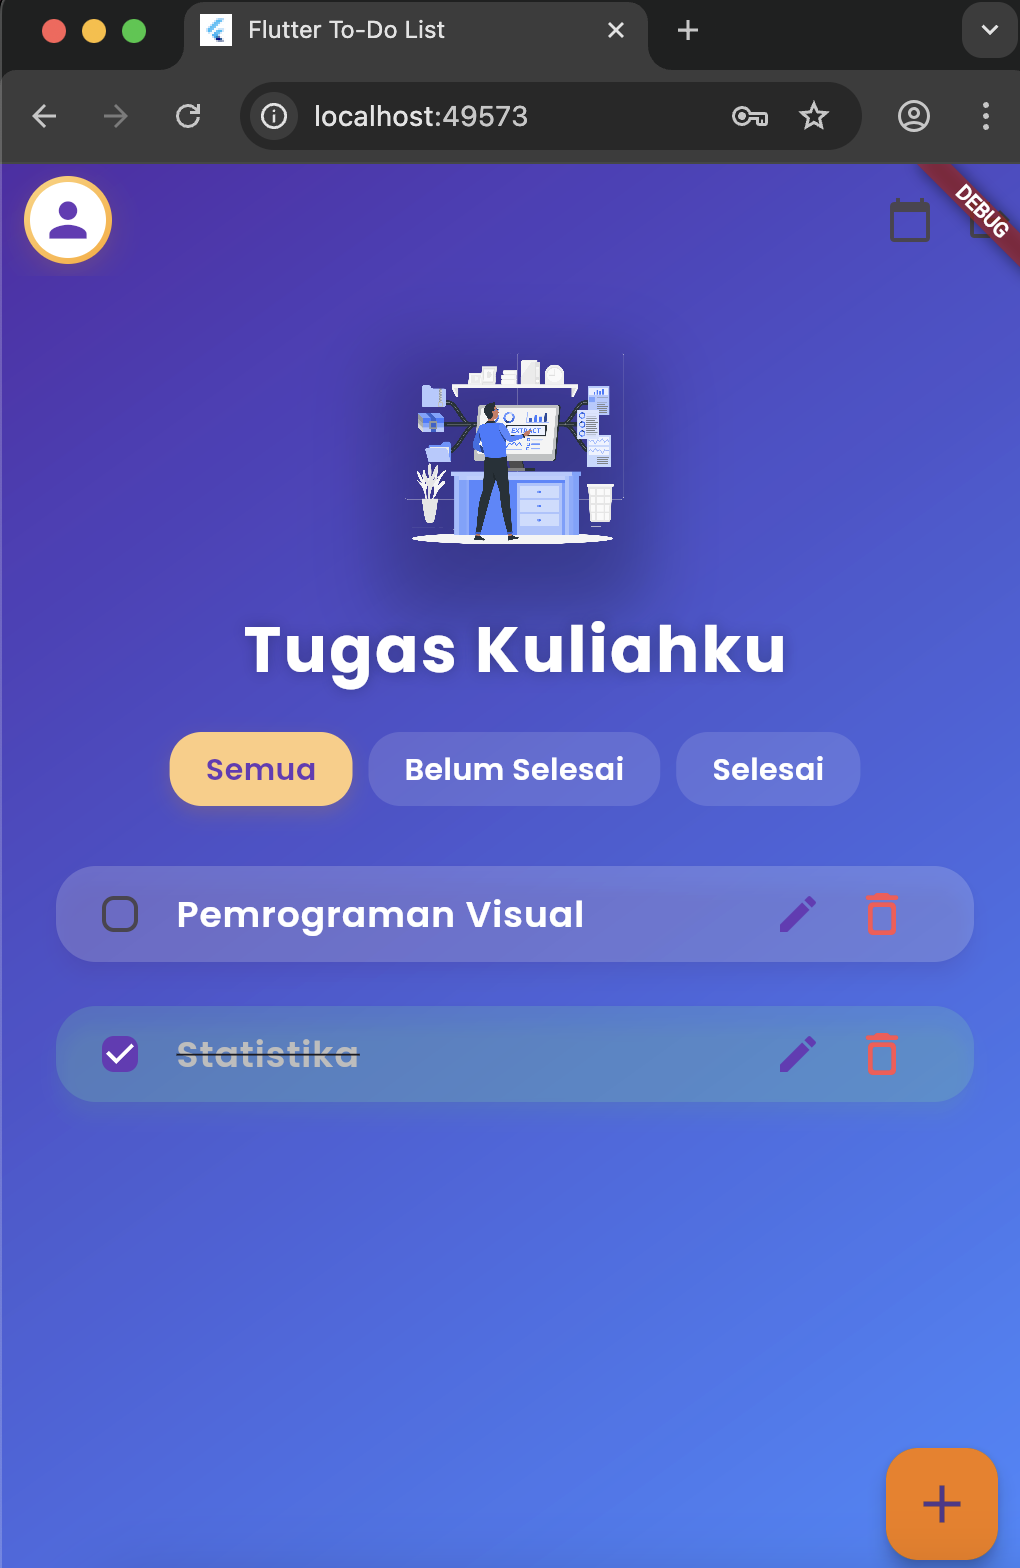 Flutter To-Do List
localhost:49573
DEBUG
EXTRACT
Tugas Kuliahku
Semua
Belum Selesai
Selesai
Pemrograman Visual
Statistika